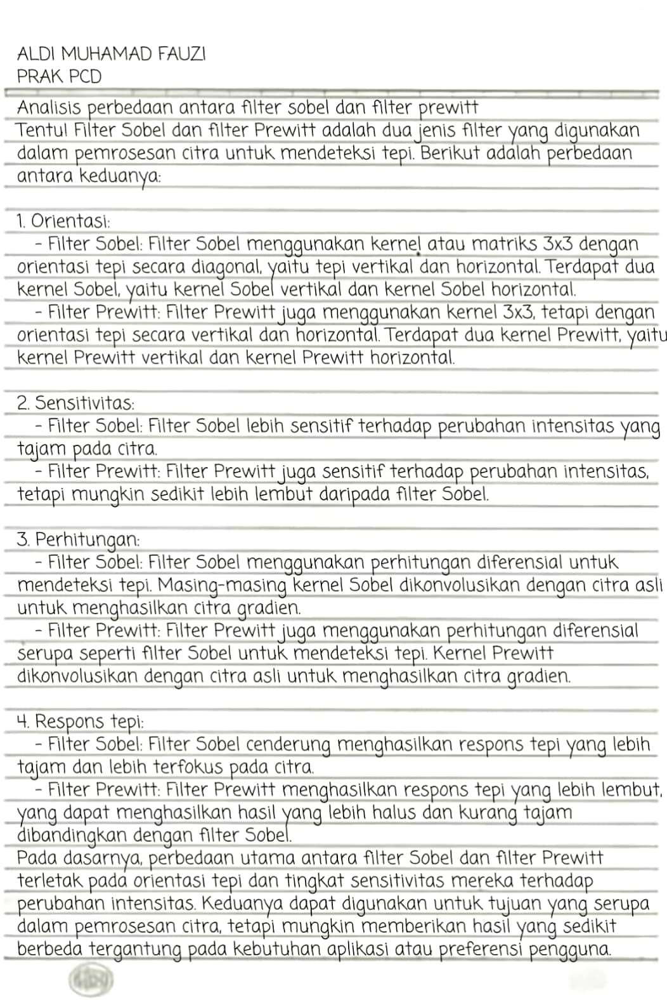 ALDI MUHAMAD FAUZI
PRAK PCD
Analisis perbedaan antara filter sobel dan filter prewitt
Tentu! Filter Sobel dan filter Prewitt adalah dua jenis filter yang digunakan
dalam pemrosesan citra untuk mendeteksi tepi. Berikut adalah perbedaan
antara keduanya:
1. Orientasi:
- Filter Sobel: Filter Sobel menggunakan kernel atau matriks 3x3 dengan
orientasi tepi secara diagonal, yaitu tepi vertikal dan horizontal. Terdapat dua
kernel Sobel, yaitu kernel Sobel vertikal dan kernel Sobel horizontal.
- Filter Prewitt: Filter Prewitt juga menggunakan kernel 3x3, tetapi dengan
orientasi tepi secara vertikal dan horizontal. Terdapat dua kernel Prewitt, yaitu
kernel Prewitt vertikal dan kernel Prewitt horizontal.
2. Sensitivitas:
- Filter Sobel: Filter Sobel lebih sensitif terhadap perubahan intensitas yang
tajam pada citra.
- Filter Prewitt: Filter Prewitt juga sensitif terhadap perubahan intensitas,
tetapi mungkin sedikit lebih lembut daripada filter Sobel.
3. Perhitungan:
- Filter Sobel: Filter Sobel menggunakan perhitungan diferensial untuk
mendeteksi tepi. Masing-masing kernel Sobel dikonvolusikan dengan citra asli
untuk menghasilkan citra gradien.
- Filter Prewitt: Filter Prewitt juga menggunakan perhitungan diferensial
serupa seperti filter Sobel untuk mendeteksi tepi. Kernel Prewitt
dikonvolusikan dengan citra asli untuk menghasilkan citra gradien.
4. Respons tepi:
- Filter Sobel: Filter Sobel cenderung menghasilkan respons tepi yang lebih
tajam dan lebih terfokus pada citra.
- Filter Prewitt: Filter Prewitt menghasilkan respons tepi yang lebih lembut,
yang dapat menghasilkan hasil yang lebih halus dan kurang tajam
dibandingkan dengan filter Sobel.
Pada dasarnya, perbedaan utama antara filter Sobel dan filter Prewitt
terletak pada orientasi tepi dan tingkat sensitivitas mereka terhadap
perubahan intensitas. Keduanya dapat digunakan untuk tujuan yang serupa
dalam pemrosesan citra, tetapi mungkin memberikan hasil yang sedikit
berbeda tergantung pada kebutuhan aplikasi atau preferensi pengguna.